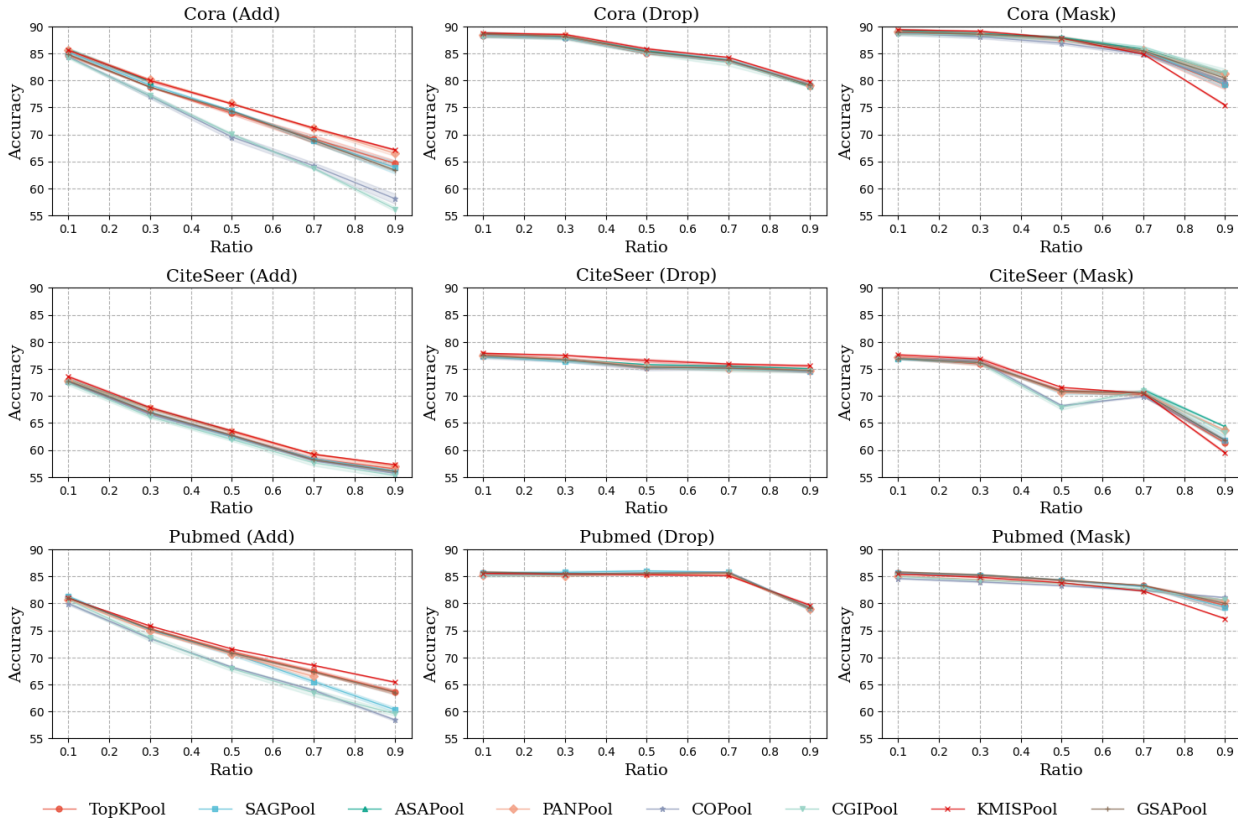 Cora (Add)
Cora (Drop)
Cora (Mask)
Accuracy
90
85
80
75
70
65
60
55
0.1 0.2 0.3 0.4 0.5 0.6 0.7 0.8 0.9
Ratio
Accuracy
90
85
80
75
70
65
60
55
0.1 0.2 0.3 0.4 0.5 0.6 0.7 0.8 0.9
Ratio
Accuracy
90
85
80
75
70
65
60
55
0.1 0.2 0.3 0.4 0.5 0.6 0.7 0.8 0.9
Ratio
CiteSeer (Add)
CiteSeer (Drop)
CiteSeer (Mask)
Accuracy
90
85
80
75
70
65
60
55
0.1 0.2 0.3 0.4 0.5 0.6 0.7 0.8 0.9
Ratio
Accuracy
90
85
80
75
70
65
60
55
0.1 0.2 0.3 0.4 0.5 0.6 0.7 0.8 0.9
Ratio
Accuracy
90
85
80
75
70
65
60
55
0.1 0.2 0.3 0.4 0.5 0.6 0.7 0.8 0.9
Ratio
Pubmed (Add)
Pubmed (Drop)
Pubmed (Mask)
Accuracy
90
85
80
75
70
65
60
55
0.1 0.2 0.3 0.4 0.5 0.6 0.7 0.8 0.9
Ratio
Accuracy
90
85
80
75
70
65
60
55
0.1 0.2 0.3 0.4 0.5 0.6 0.7 0.8 0.9
Ratio
Accuracy
90
85
80
75
70
65
60
55
0.1 0.2 0.3 0.4 0.5 0.6 0.7 0.8 0.9
Ratio
TopKPool SAGPool ASAPool PANPool COPool CGIPool KMISPool GSAPool